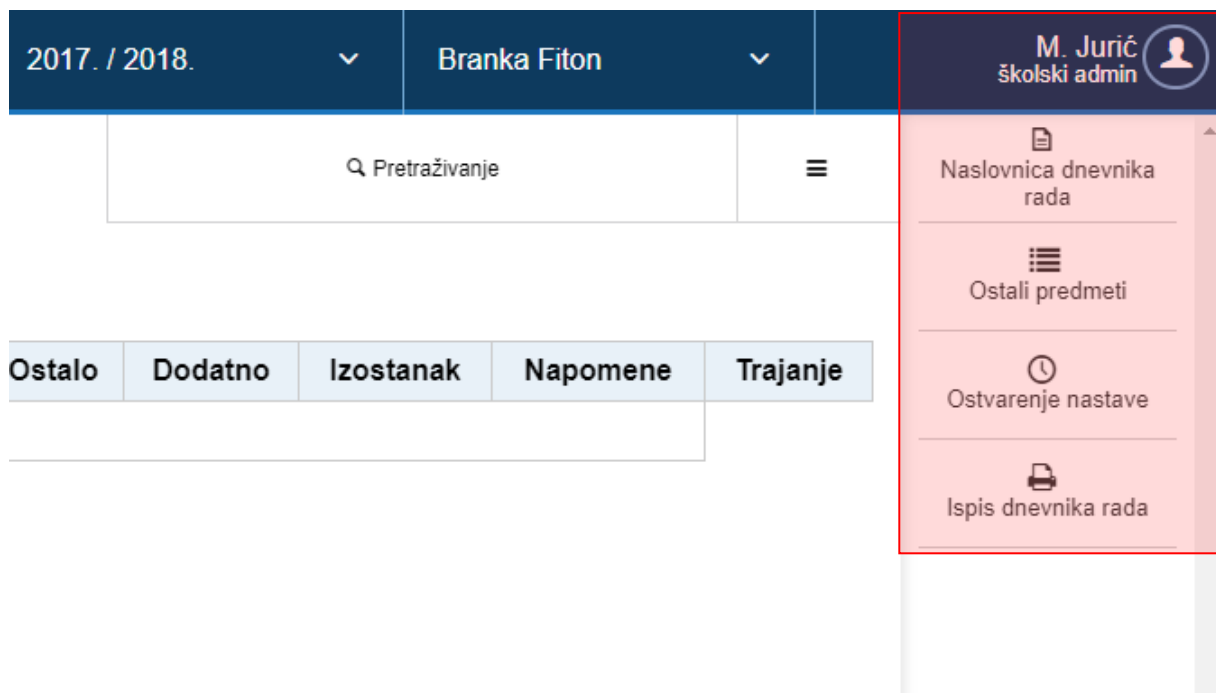 2017. / 2018.
Branka Fiton
M. Jurić
školski admin
Pretraživanje
Naslovnica dnevnika
rada
Ostali predmeti
Ostalo Dodatno Izostanak Napomene Trajanje
Ostvarenje nastave
Ispis dnevnika rada